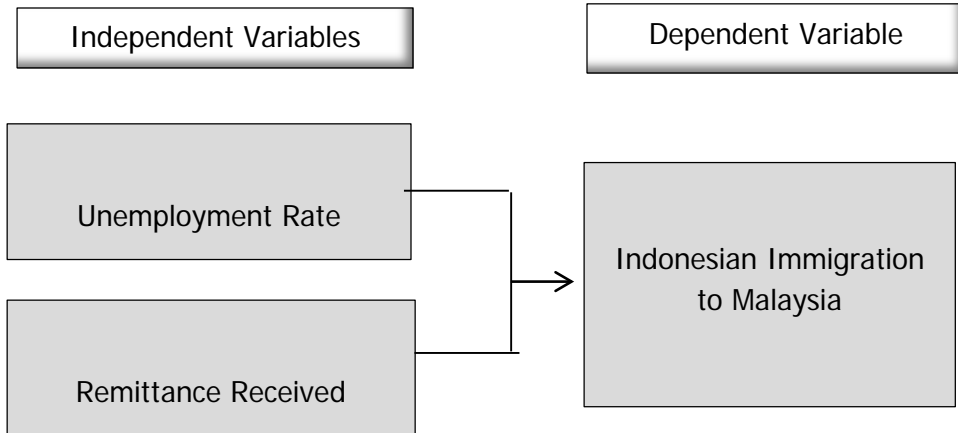 Independent Variables
Dependent Variable
Unemployment Rate
Indonesian Immigration
to Malaysia
Remittance Received